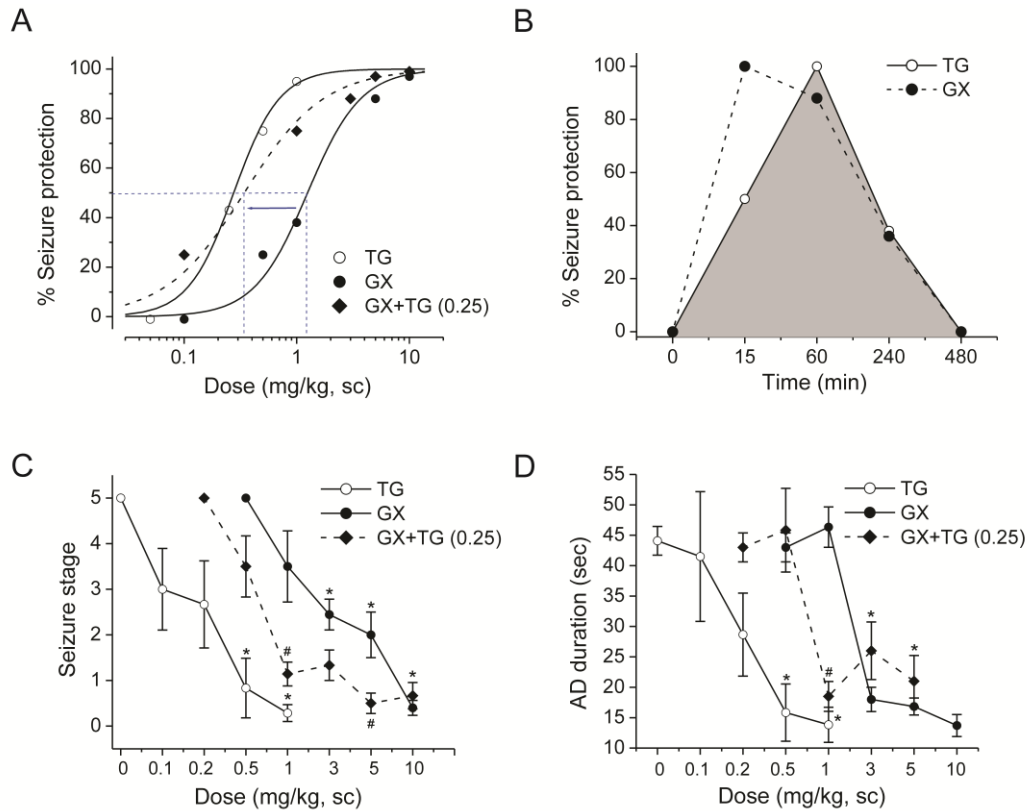 A
% Seizure protection
100
80
60
40
20
0
TG
GX
GX+TG (0.25)
0.1
1
10
Dose (mg/kg, sc)
B
% Seizure protection
100
80
60
40
20
0
TG
GX
0
15
60
240
480
Time (min)
C
Seizure stage
5
4
3
2
1
0
TG
GX
GX+TG (0.25)
*
*
#
*
*
#
*
*
0
0.1
0.2
0.5
1
3
5
10
Dose (mg/kg, sc)
D
AD duration (sec)
55
50
45
40
35
30
25
20
15
10
TG
GX
GX+TG (0.25)
*
*
#
*
*
0
0.1
0.2
0.5
1
3
5
10
Dose (mg/kg, sc)